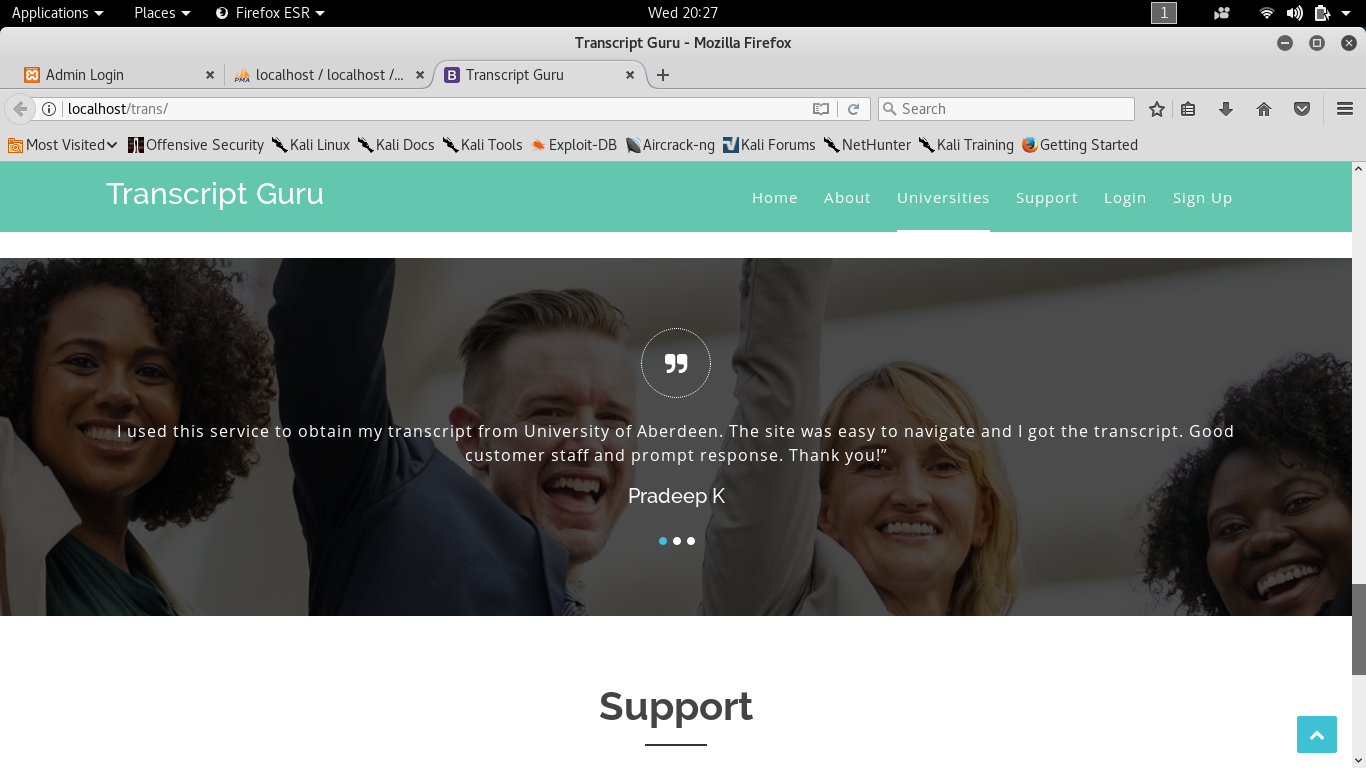 Applications Places Firefox ESR Wed 20:27 1
Transcript Guru - Mozilla Firefox
Admin Login localhost / localhost /... Transcript Guru
localhost/trans/ Search
Most Visited Offensive Security Kali Linux Kali Docs Kali Tools Exploit-DB Aircrack-ng Kali Forums NetHunter Kali Training Getting Started
Transcript Guru Home About Universities Support Login Sign Up
I used this service to obtain my transcript from University of Aberdeen. The site was easy to navigate and I got the transcript. Good
customer staff and prompt response. Thank you!”
Pradeep K
Support